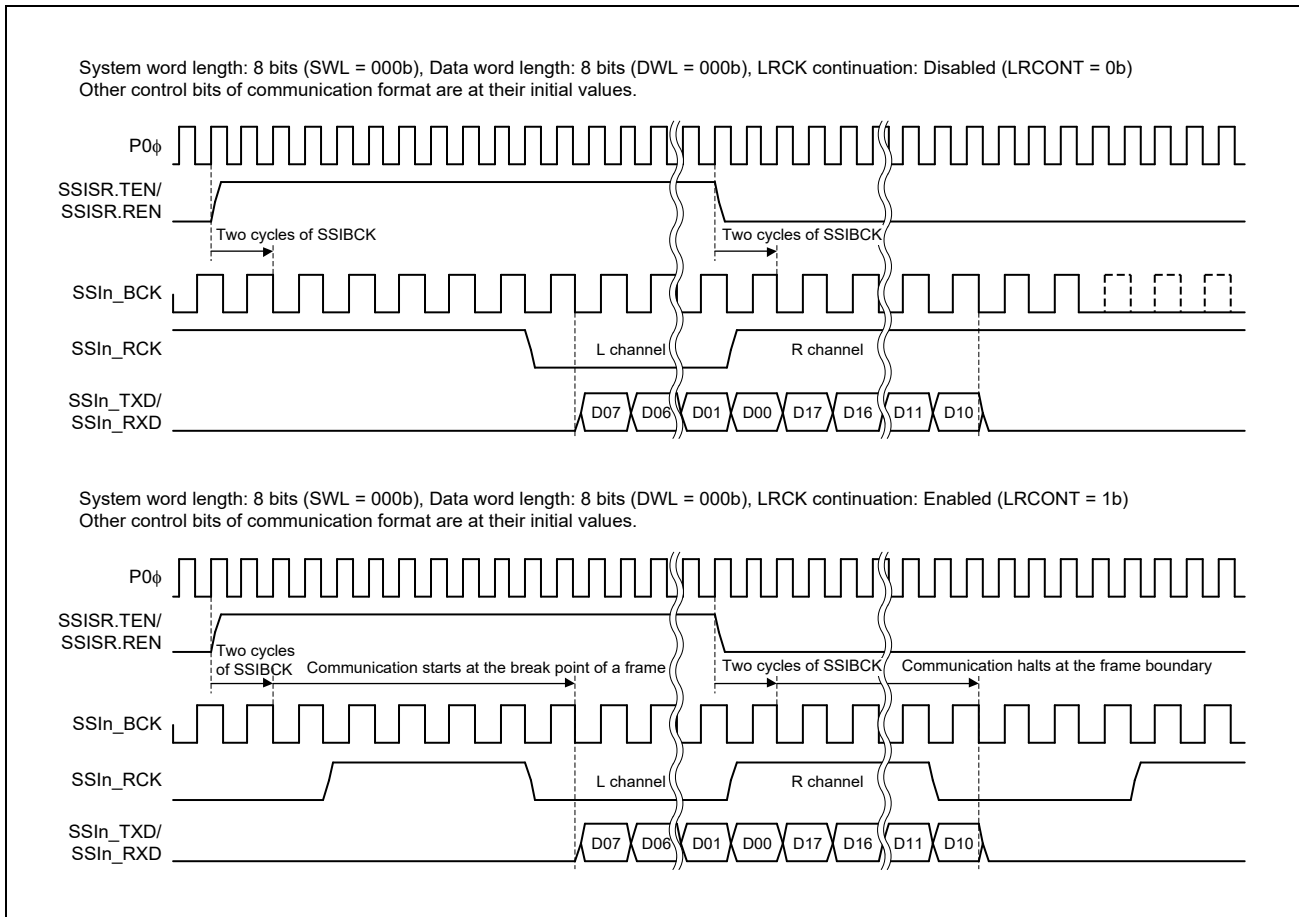 System word length: 8 bits (SWL = 000b), Data word length: 8 bits (DWL = 000b), LRCK continuation: Disabled (LRCONT = 0b)
Other control bits of communication format are at their initial values.
P0ϕ
SSISR.TEN/
SSISR.REN
Two cycles of SSIBCK
Two cycles of SSIBCK
SSIn_BCK
SSIn_RCK
L channel
R channel
SSIn_TXD/
SSIn_RXD
D07 D06 D01 D00 D17 D16 D11 D10
System word length: 8 bits (SWL = 000b), Data word length: 8 bits (DWL = 000b), LRCK continuation: Enabled (LRCONT = 1b)
Other control bits of communication format are at their initial values.
P0ϕ
SSISR.TEN/
SSISR.REN
Two cycles
of SSIBCK
Communication starts at the break point of a frame
Two cycles of SSIBCK
Communication halts at the frame boundary
SSIn_BCK
SSIn_RCK
L channel
R channel
SSIn_TXD/
SSIn_RXD
D07 D06 D01 D00 D17 D16 D11 D10